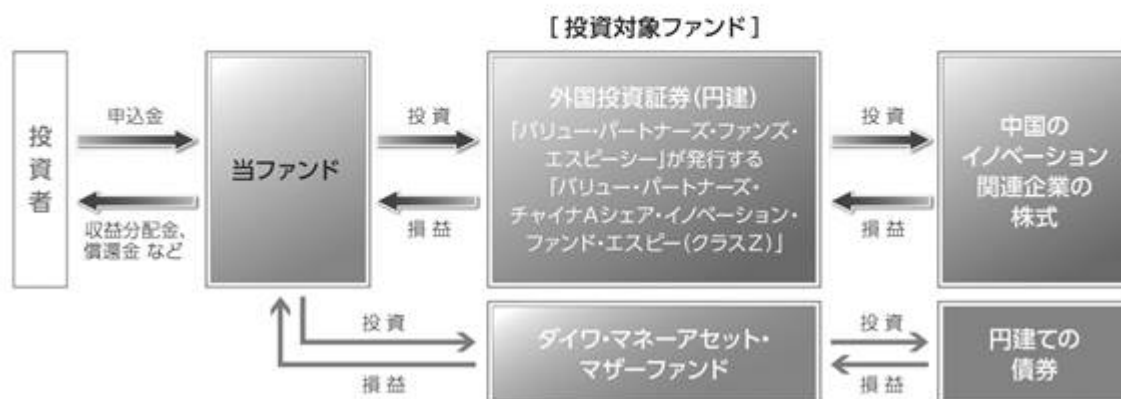 [投資対象ファンド]
投資者
申込金
収益分配金、
償還金 など
当ファンド
投資
損益
外国投資証券(円建)
「バリュー・パートナーズ・ファンズ・
エスピーシー」が発行する
「バリュー・パートナーズ・
チャイナAシェア・イノベーション・
ファンド・エスピー(クラスZ)」
投資
損益
中国の
イノベーション
関連企業の
株式
投資
損益
ダイワ・マネーアセット・
マザーファンド
投資
損益
円建ての
債券